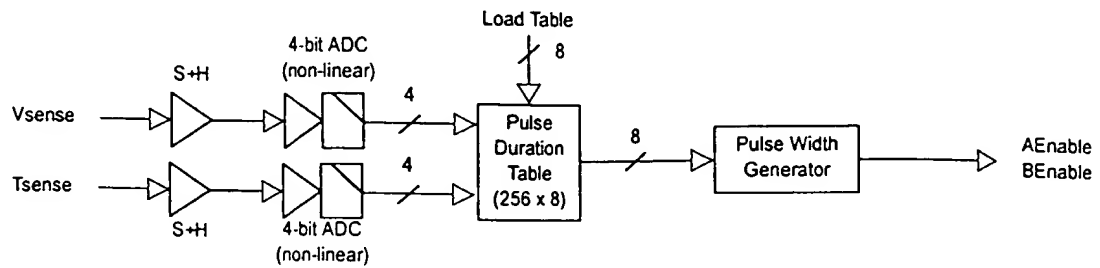 Load Table
8
4-bit ADC
(non-linear)
S+H
4
Vsense
Pulse
Duration
Table
(256 x 8)
8
Pulse Width
Generator
AEnable
BEnable
Tsense
4
S+H
4-bit ADC
(non-linear)